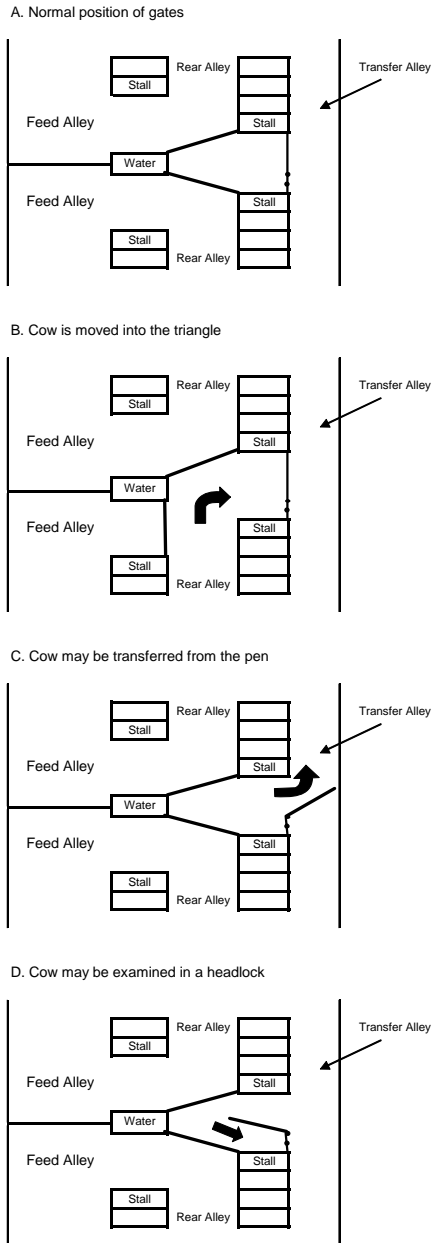 A. Normal position of gates
Rear Alley
Transfer Alley
Stall
Feed Alley
Stall
Water
Feed Alley
Stall
Stall
Rear Alley
B. Cow is moved into the triangle
Rear Alley
Transfer Alley
Stall
Feed Alley
Stall
Water
Feed Alley
Stall
Stall
Rear Alley
C. Cow may be transferred from the pen
Rear Alley
Transfer Alley
Stall
Feed Alley
Stall
Water
Feed Alley
Stall
Stall
Rear Alley
D. Cow may be examined in a headlock
Rear Alley
Transfer Alley
Stall
Feed Alley
Stall
Water
Feed Alley
Stall
Stall
Rear Alley